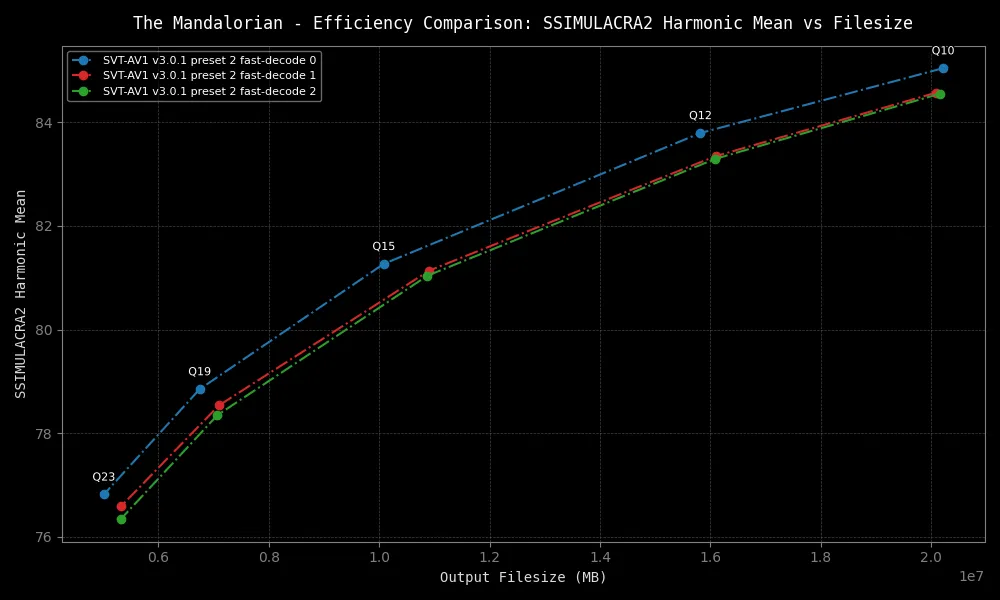 The Mandalorian - Efficiency Comparison: SSIMULACRA2 Harmonic Mean vs Filesize
SVT-AV1 v3.0.1 preset 2 fast-decode 0
SVT-AV1 v3.0.1 preset 2 fast-decode 1
SVT-AV1 v3.0.1 preset 2 fast-decode 2
Q10
Q12
Q15
Q19
Q23
SSIMULACRA2 Harmonic Mean
84
82
80
78
76
0.6 0.8 1.0 1.2 1.4 1.6 1.8 2.0
1e7
Output Filesize (MB)